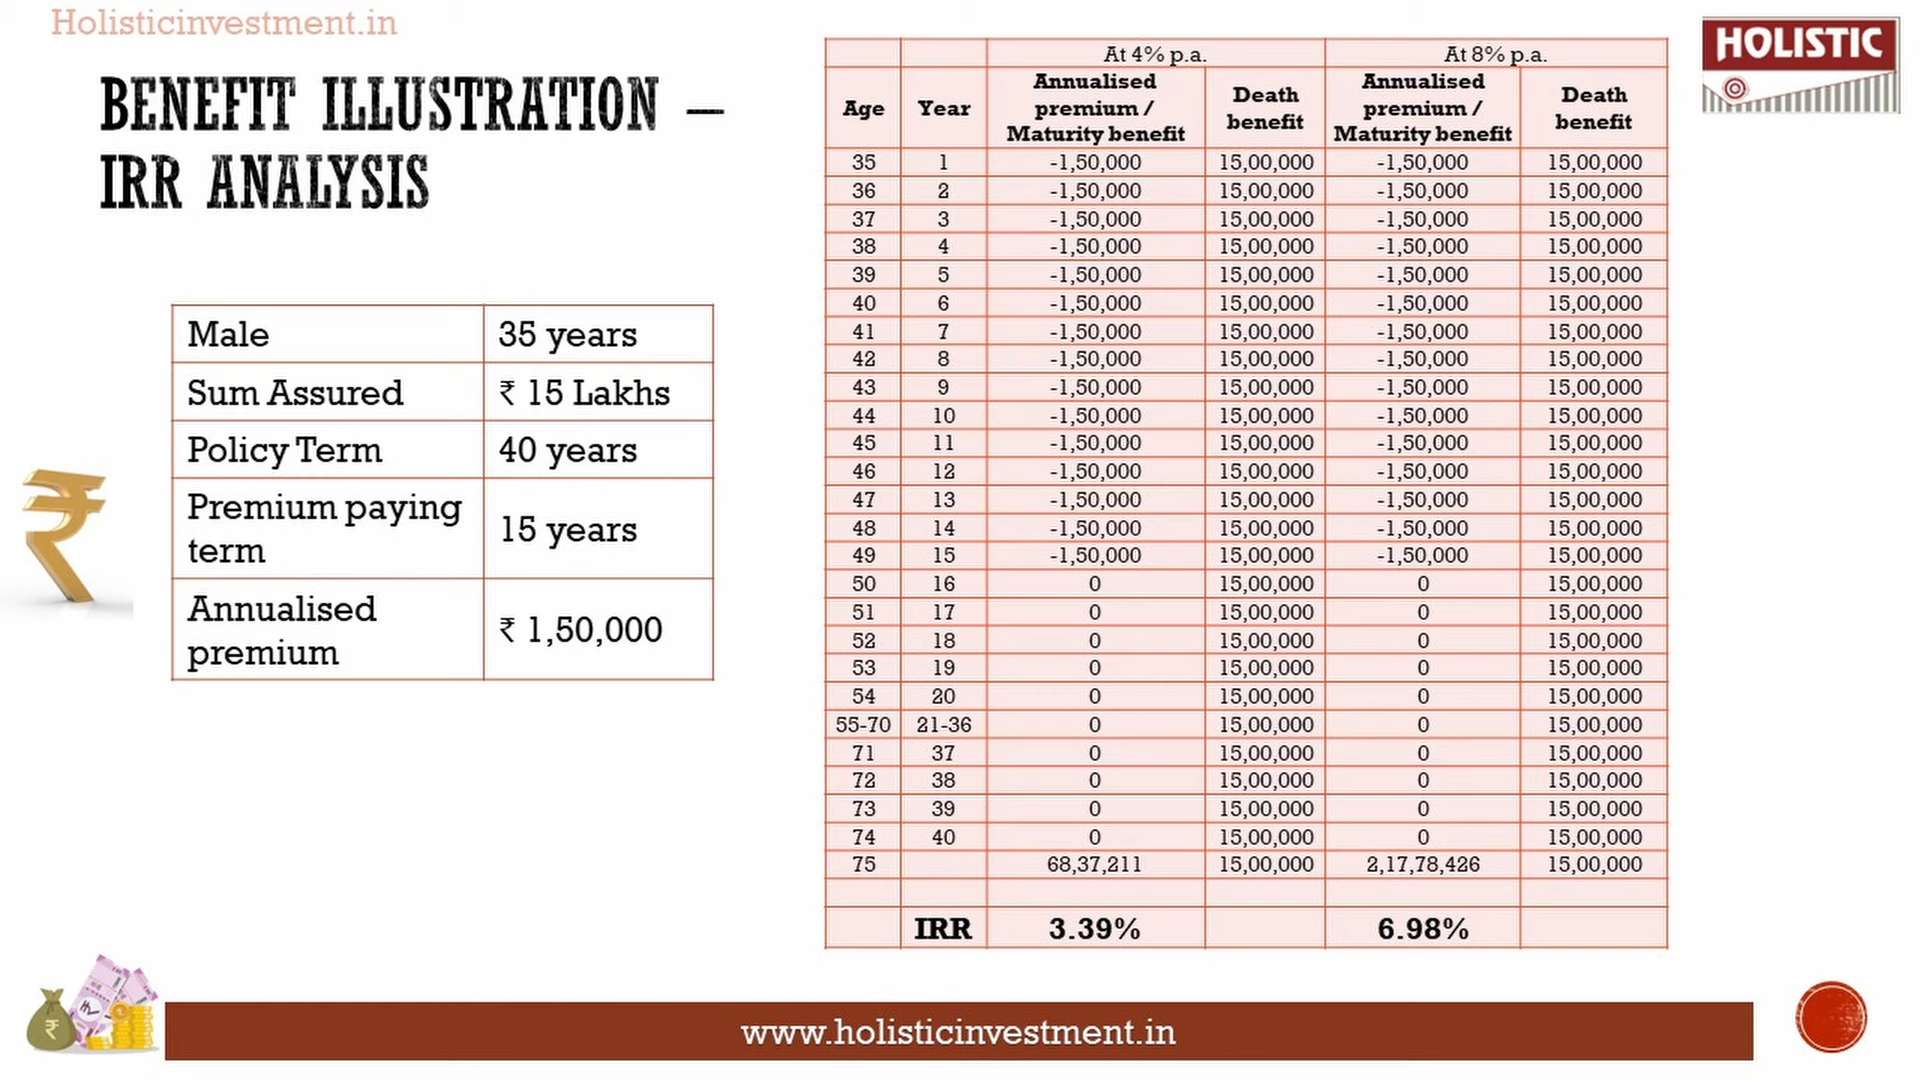 Holisticinvestment.in
BENEFIT ILLUSTRATION –
IRR ANALYSIS
Male 35 years
Sum Assured ₹ 15 Lakhs
Policy Term 40 years
Premium paying
term 15 years
Annualised
premium ₹ 1,50,000
At 4% p.a. At 8% p.a.
Age Year Annualised premium / Maturity benefit Death benefit Annualised premium / Maturity benefit Death benefit
35 1 -1,50,000 15,00,000 -1,50,000 15,00,000
36 2 -1,50,000 15,00,000 -1,50,000 15,00,000
37 3 -1,50,000 15,00,000 -1,50,000 15,00,000
38 4 -1,50,000 15,00,000 -1,50,000 15,00,000
39 5 -1,50,000 15,00,000 -1,50,000 15,00,000
40 6 -1,50,000 15,00,000 -1,50,000 15,00,000
41 7 -1,50,000 15,00,000 -1,50,000 15,00,000
42 8 -1,50,000 15,00,000 -1,50,000 15,00,000
43 9 -1,50,000 15,00,000 -1,50,000 15,00,000
44 10 -1,50,000 15,00,000 -1,50,000 15,00,000
45 11 -1,50,000 15,00,000 -1,50,000 15,00,000
46 12 -1,50,000 15,00,000 -1,50,000 15,00,000
47 13 -1,50,000 15,00,000 -1,50,000 15,00,000
48 14 -1,50,000 15,00,000 -1,50,000 15,00,000
49 15 -1,50,000 15,00,000 -1,50,000 15,00,000
50 16 0 15,00,000 0 15,00,000
51 17 0 15,00,000 0 15,00,000
52 18 0 15,00,000 0 15,00,000
53 19 0 15,00,000 0 15,00,000
54 20 0 15,00,000 0 15,00,000
55-70 21-36 0 15,00,000 0 15,00,000
71 37 0 15,00,000 0 15,00,000
72 38 0 15,00,000 0 15,00,000
73 39 0 15,00,000 0 15,00,000
74 40 0 15,00,000 0 15,00,000
75 68,37,211 15,00,000 2,17,78,426 15,00,000
IRR 3.39% 6.98%
HOLISTIC
www.holisticinvestment.in